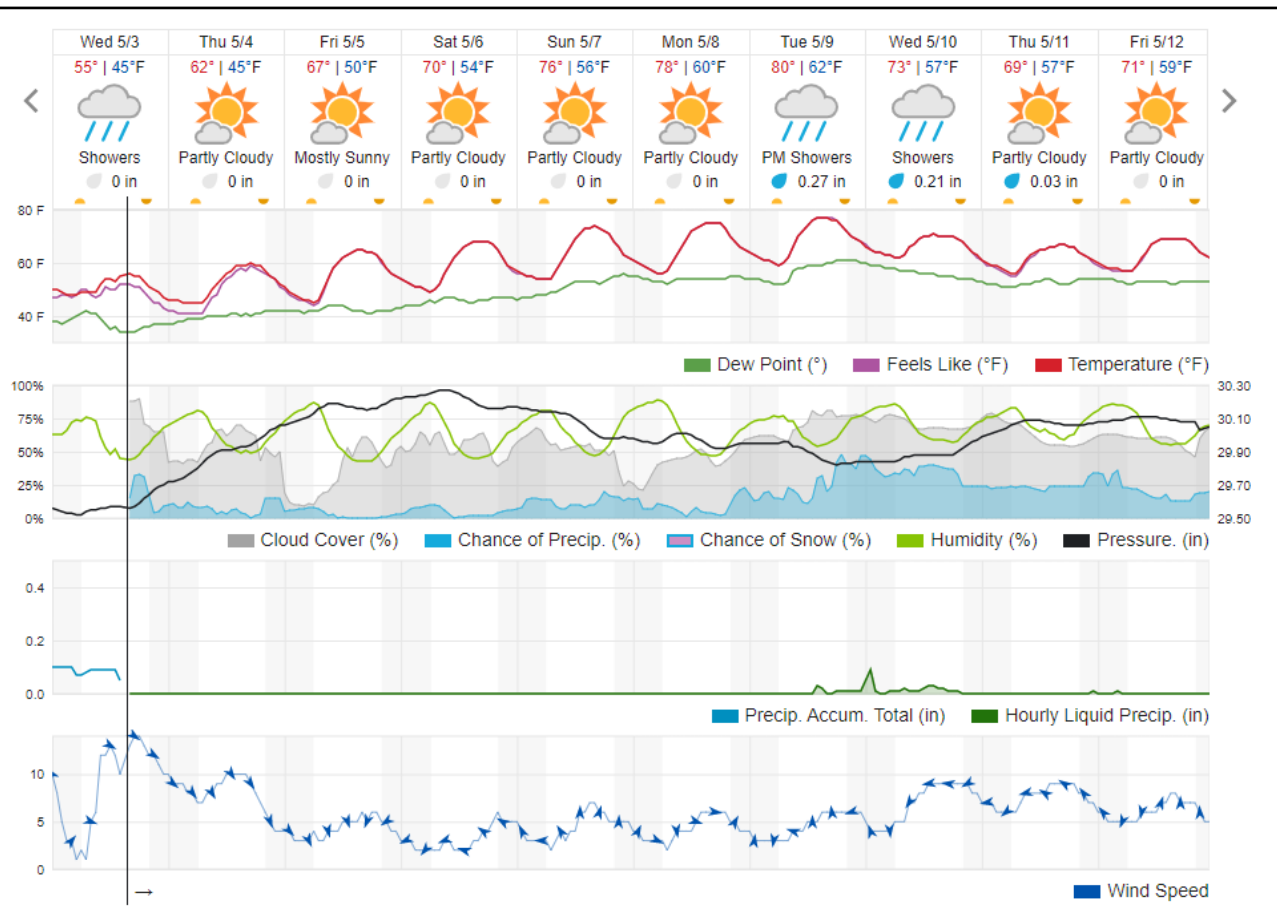 Wed 5/3 Thu 5/4 Fri 5/5 Sat 5/6 Sun 5/7 Mon 5/8 Tue 5/9 Wed 5/10 Thu 5/11 Fri 5/12
55° | 45°F 62° | 45°F 67° | 50°F 70° | 54°F 76° | 56°F 78° | 60°F 80° | 62°F 73° | 57°F 69° | 57°F 71° | 59°F
Showers Partly Cloudy Mostly Sunny Partly Cloudy Partly Cloudy Partly Cloudy PM Showers Showers Partly Cloudy Partly Cloudy
0 in 0 in 0 in 0 in 0 in 0 in 0.27 in 0.21 in 0.03 in 0 in
80 F
60 F
40 F
Dew Point (°) Feels Like (°F) Temperature (°F)
100% 30.30
75% 30.10
50% 29.90
25% 29.70
0% 29.50
Cloud Cover (%) Chance of Precip. (%) Chance of Snow (%) Humidity (%) Pressure. (in)
0.4
0.2
0.0
Precip. Accum. Total (in) Hourly Liquid Precip. (in)
10
5
0
→
Wind Speed